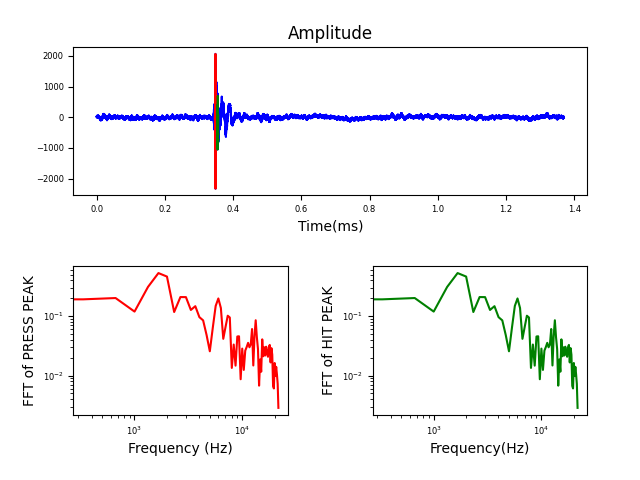 Amplitude
2000
1000
0
−1000
−2000
0.0 0.2 0.4 0.6 0.8 1.0 1.2 1.4
Time(ms)
FFT of PRESS PEAK
10⁻¹
10⁻²
10³ 10⁴
Frequency (Hz)
FFT of HIT PEAK
10⁻¹
10⁻²
10³ 10⁴
Frequency(Hz)